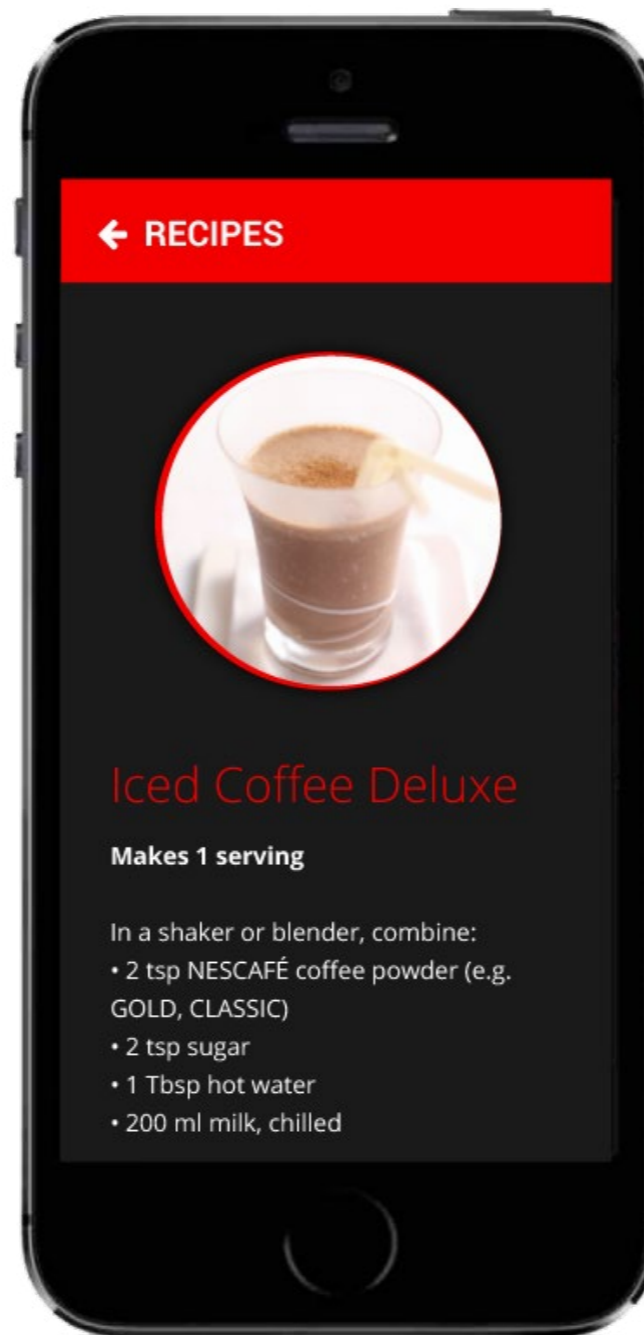 RECIPES
Iced Coffee Deluxe
Makes 1 serving
In a shaker or blender, combine:
• 2 tsp NESCAFÉ coffee powder (e.g.
GOLD, CLASSIC)
• 2 tsp sugar
• 1 Tbsp hot water
• 200 ml milk, chilled